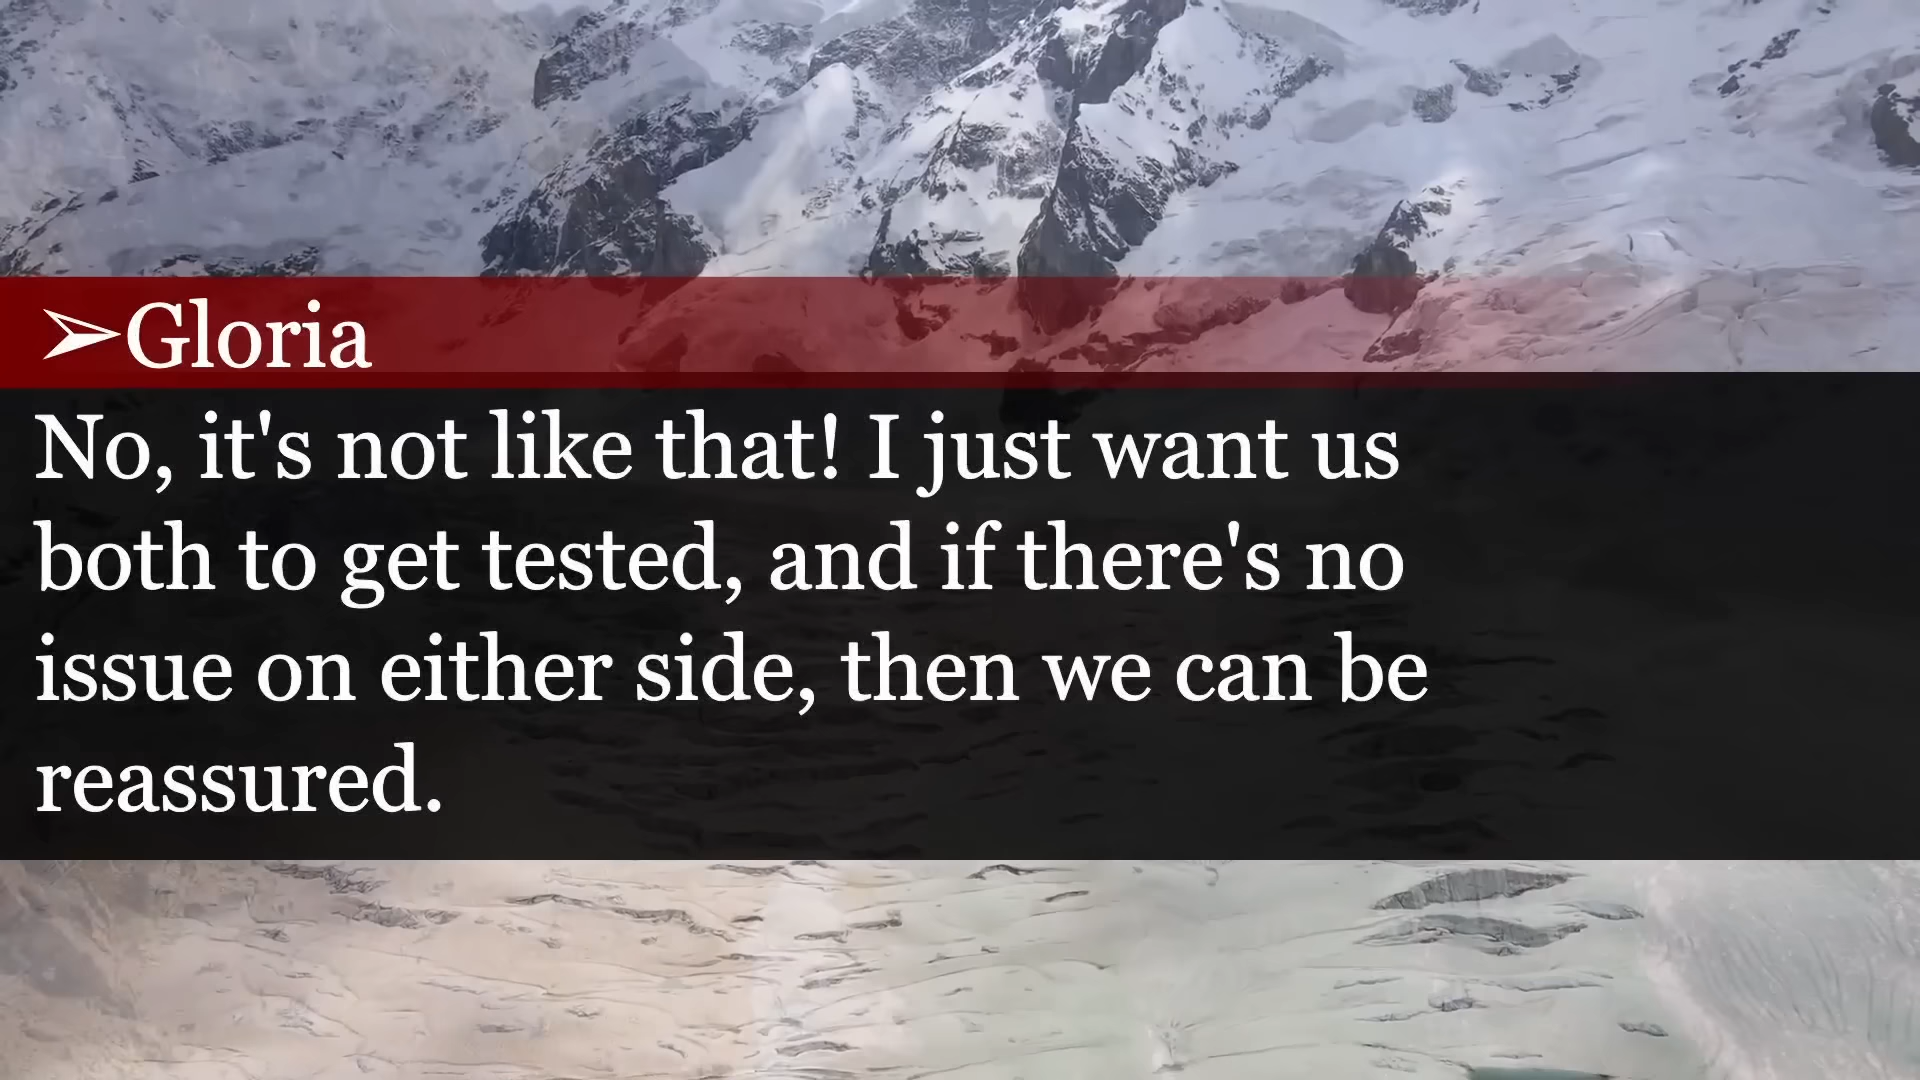 ➢Gloria
No, it's not like that! I just want us
both to get tested, and if there's no
issue on either side, then we can be
reassured.